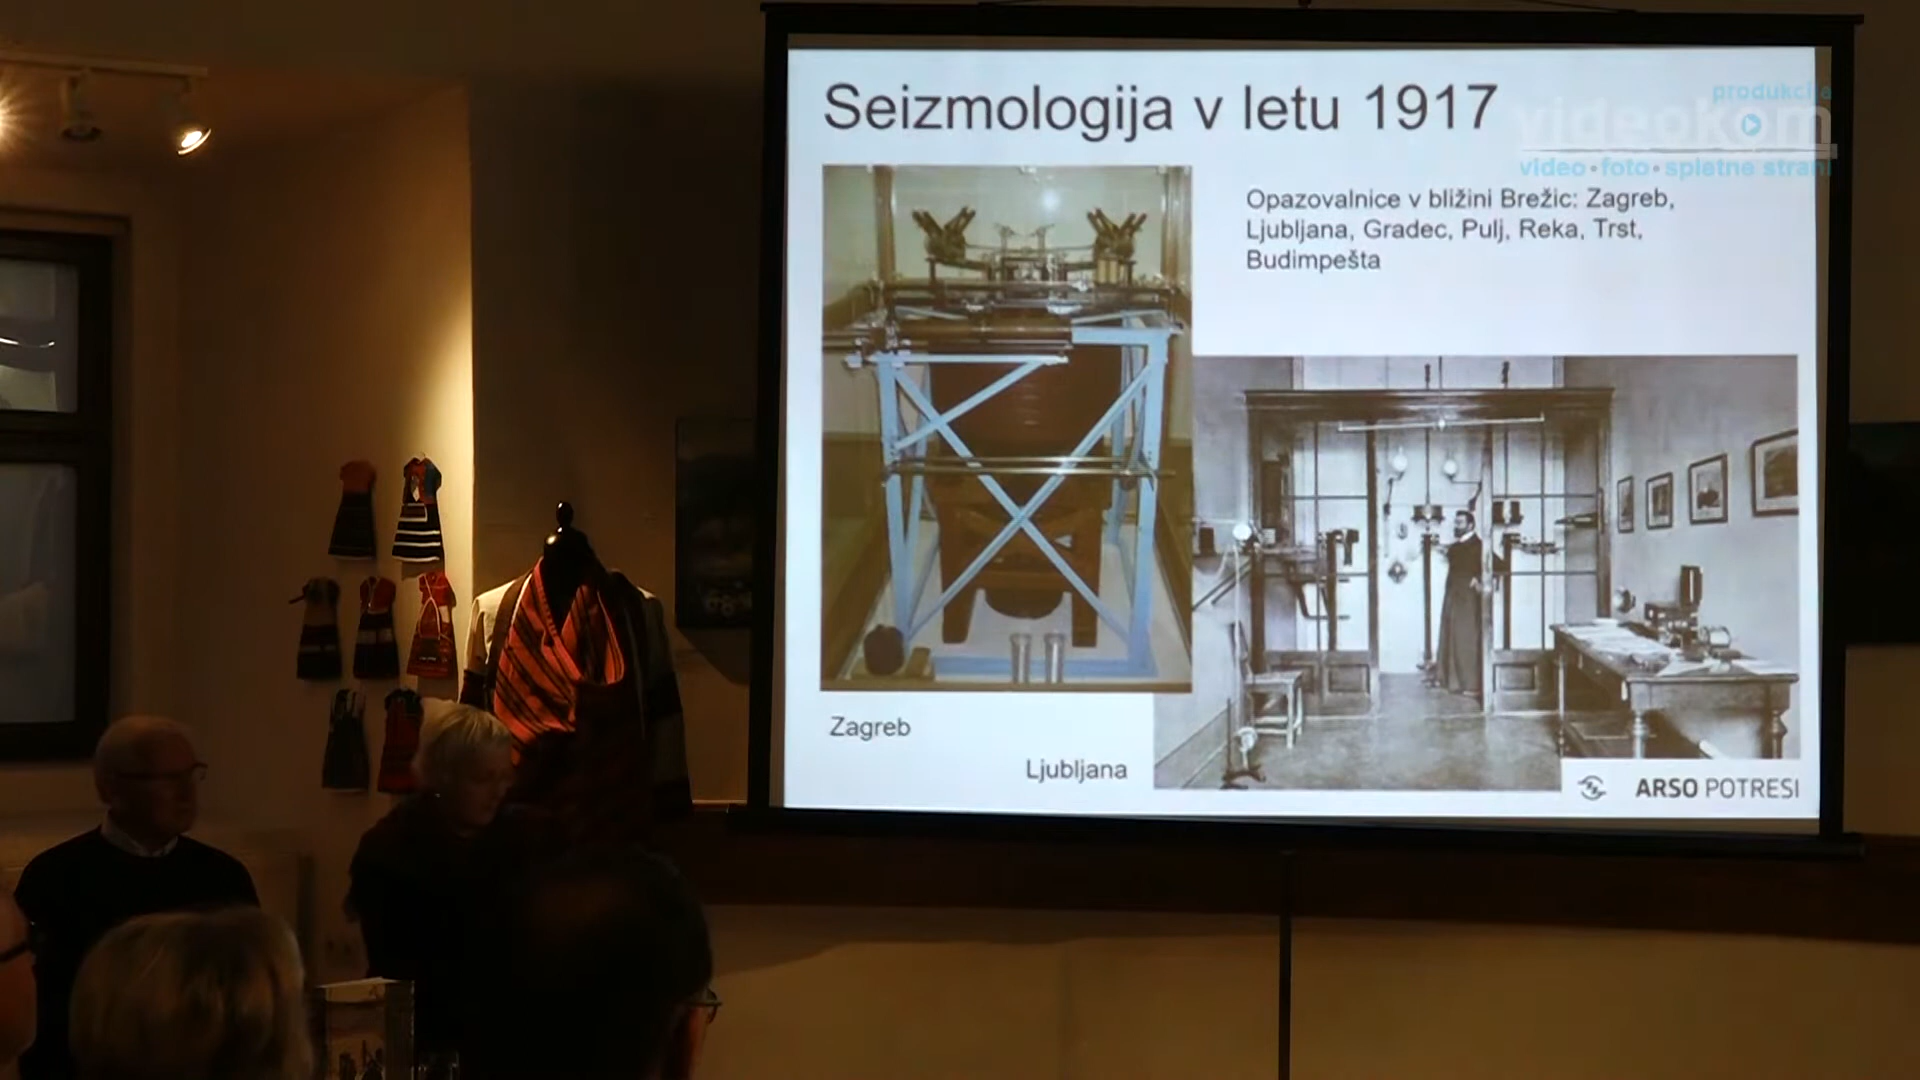 Seizmologija v letu 1917
produkcija
videokom
video • foto • spletne strani
Opazovalnice v bližini Brežic: Zagreb,
Ljubljana, Gradec, Pulj, Reka, Trst,
Budimpešta
Zagreb
Ljubljana
ARSO POTRESI